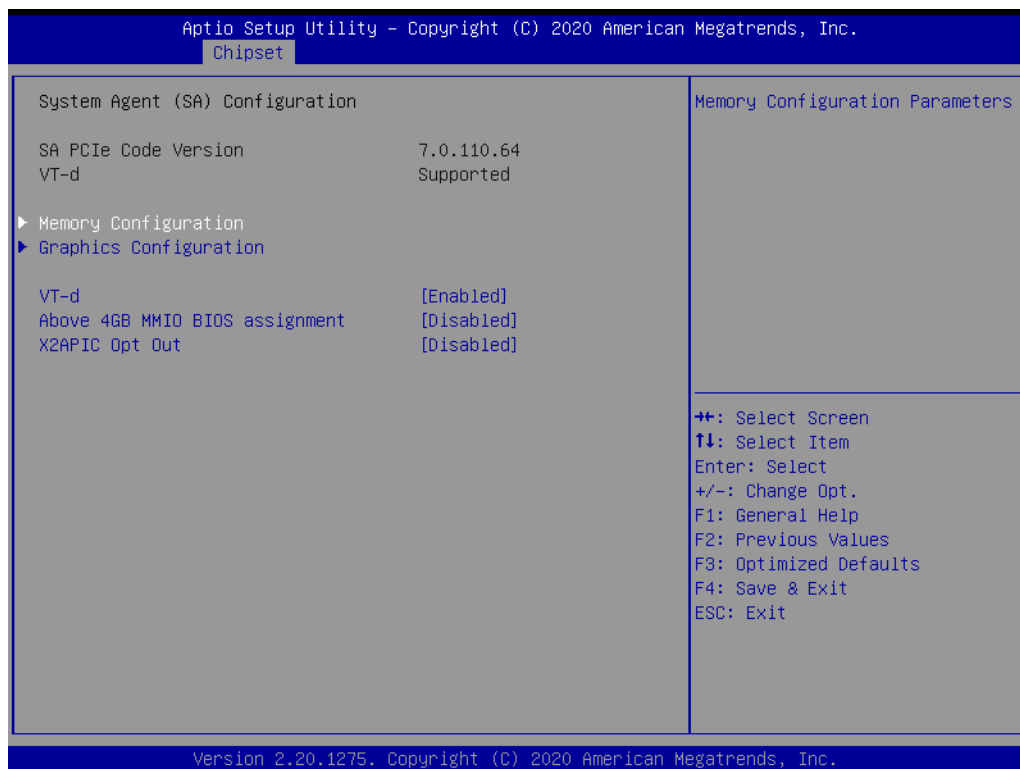 Aptio Setup Utility – Copyright (C) 2020 American Megatrends, Inc.
Chipset
System Agent (SA) Configuration
SA PCIe Code Version 7.0.110.64
VT-d Supported
▶ Memory Configuration
▶ Graphics Configuration
VT-d [Enabled]
Above 4GB MMIO BIOS assignment [Disabled]
X2APIC Opt Out [Disabled]
Memory Configuration Parameters
→←: Select Screen
↑↓: Select Item
Enter: Select
+/-: Change Opt.
F1: General Help
F2: Previous Values
F3: Optimized Defaults
F4: Save & Exit
ESC: Exit
Version 2.20.1275. Copyright (C) 2020 American Megatrends, Inc.